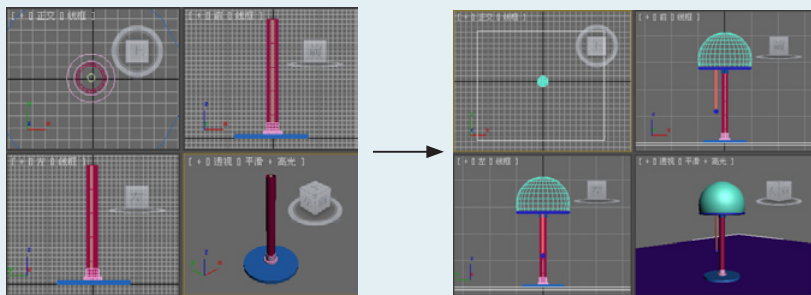 [ + [] 正交 [] 线框 ]
[ + [] 前 [] 线框 ]
[ + [] 左 [] 线框 ]
[ + [] 透视 [] 平滑 + 高光 ]
[ + [] 正交 [] 线框 ]
[ + [] 前 [] 线框 ]
[ + [] 左 [] 线框 ]
[ + [] 透视 [] 平滑 + 高光 ]